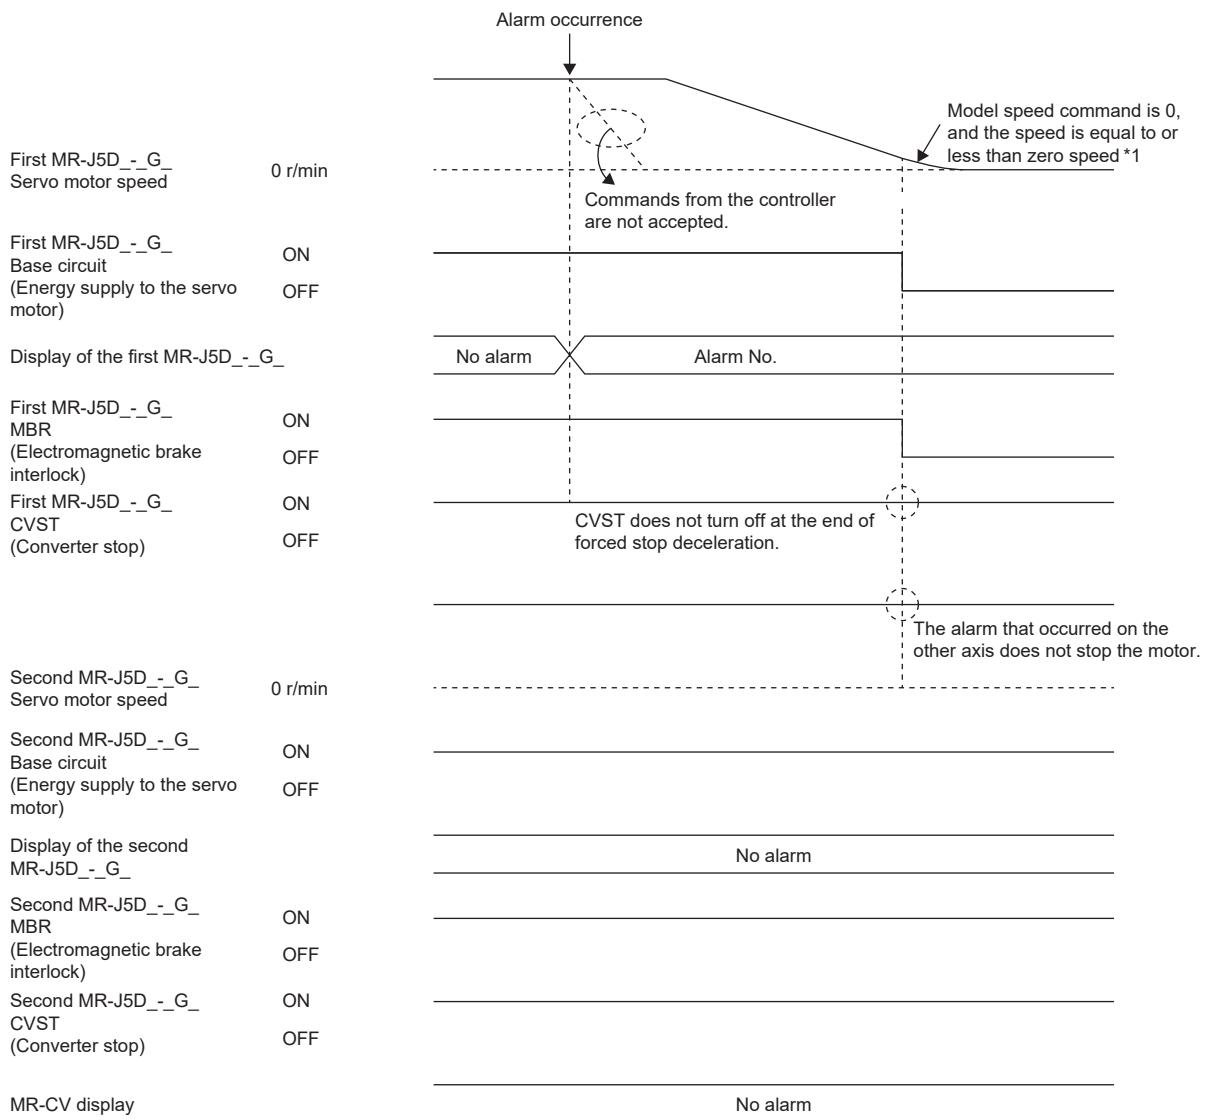 Alarm occurrence
Model speed command is 0,
and the speed is equal to or
less than zero speed *1
First MR-J5D_-_G_
Servo motor speed
0 r/min
Commands from the controller
are not accepted.
First MR-J5D_-_G_
Base circuit
(Energy supply to the servo
motor)
ON
OFF
Display of the first MR-J5D_-_G_
No alarm
Alarm No.
First MR-J5D_-_G_
MBR
(Electromagnetic brake
interlock)
ON
OFF
First MR-J5D_-_G_
CVST
(Converter stop)
ON
OFF
CVST does not turn off at the end of
forced stop deceleration.
The alarm that occurred on the
other axis does not stop the motor.
Second MR-J5D_-_G_
Servo motor speed
0 r/min
Second MR-J5D_-_G_
Base circuit
(Energy supply to the servo
motor)
ON
OFF
Display of the second
MR-J5D_-_G_
No alarm
Second MR-J5D_-_G_
MBR
(Electromagnetic brake
interlock)
ON
OFF
Second MR-J5D_-_G_
CVST
(Converter stop)
ON
OFF
MR-CV display
No alarm